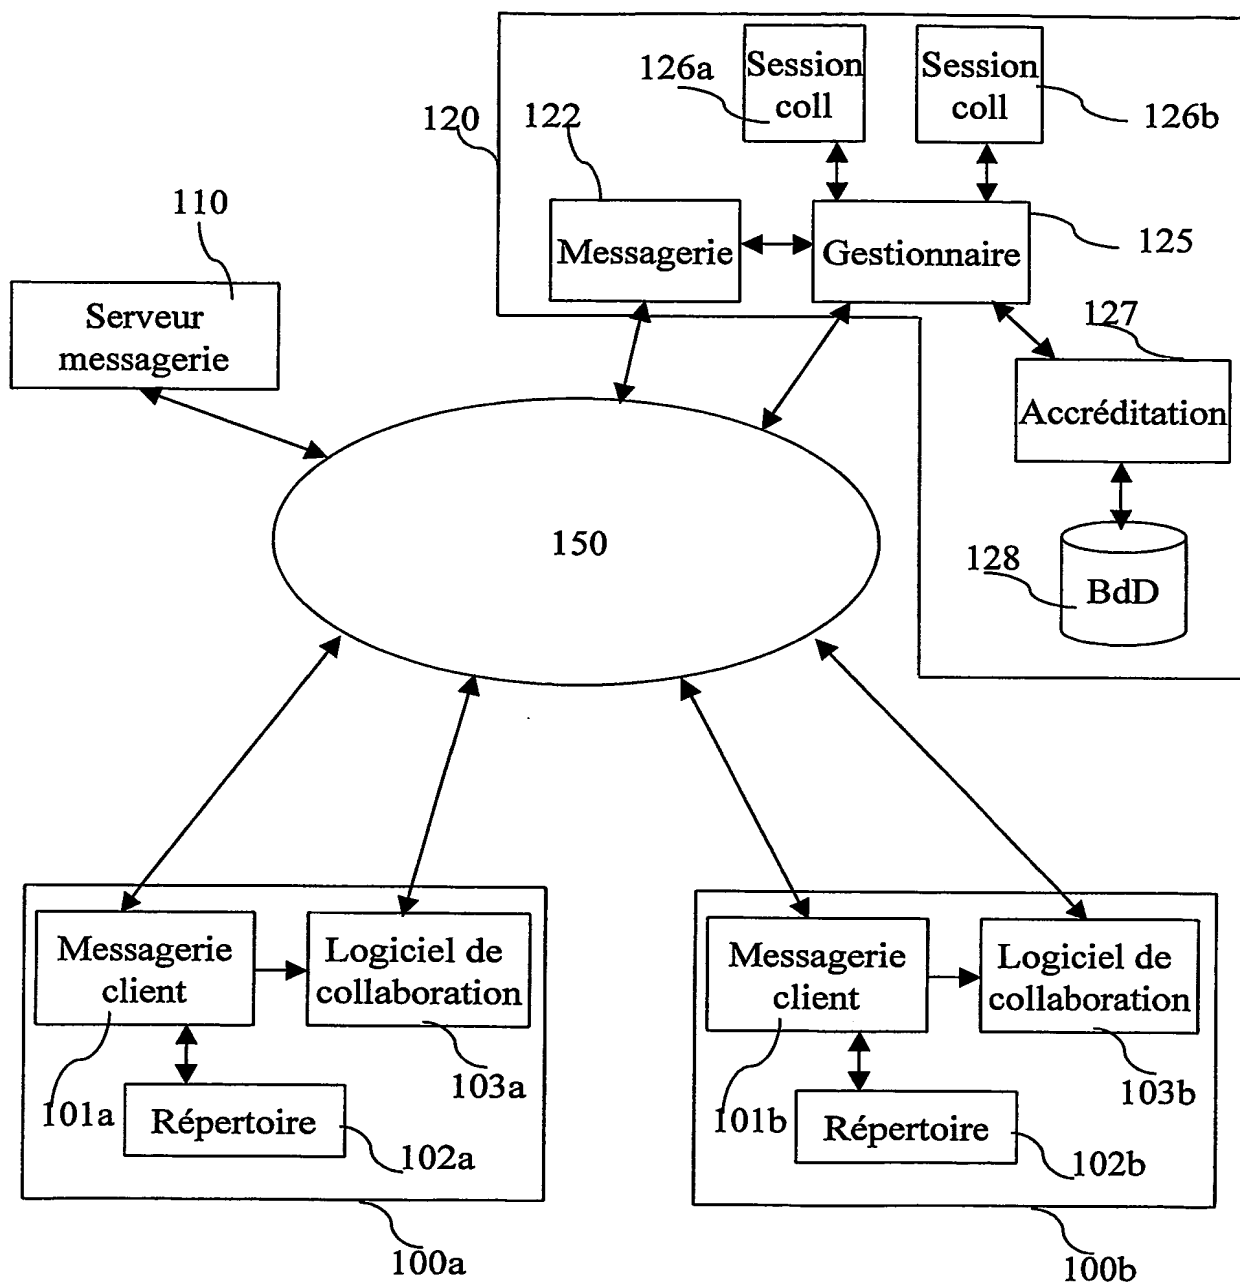 Session
coll
126a
Session
coll
126b
120
122
110
Messagerie
Gestionnaire
125
Serveur
messagerie
127
Accréditation
150
128
BdD
Messagerie
client
Logiciel de
collaboration
101a
103a
Répertoire
102a
100a
Messagerie
client
Logiciel de
collaboration
101b
103b
Répertoire
102b
100b